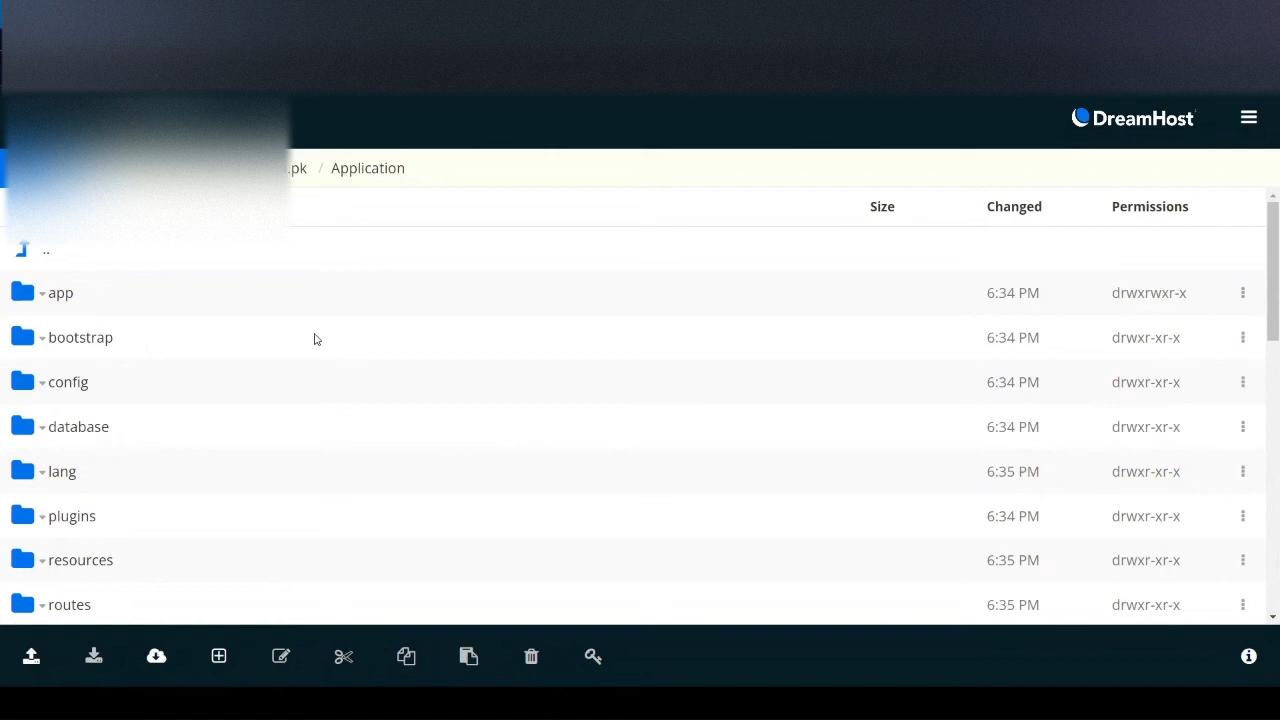 DreamHost
.pk / Application
Size Changed Permissions
..
app 6:34 PM drwxrwxr-x
bootstrap 6:34 PM drwxr-xr-x
config 6:34 PM drwxr-xr-x
database 6:34 PM drwxr-xr-x
lang 6:35 PM drwxr-xr-x
plugins 6:34 PM drwxr-xr-x
resources 6:35 PM drwxr-xr-x
routes 6:35 PM drwxr-xr-x